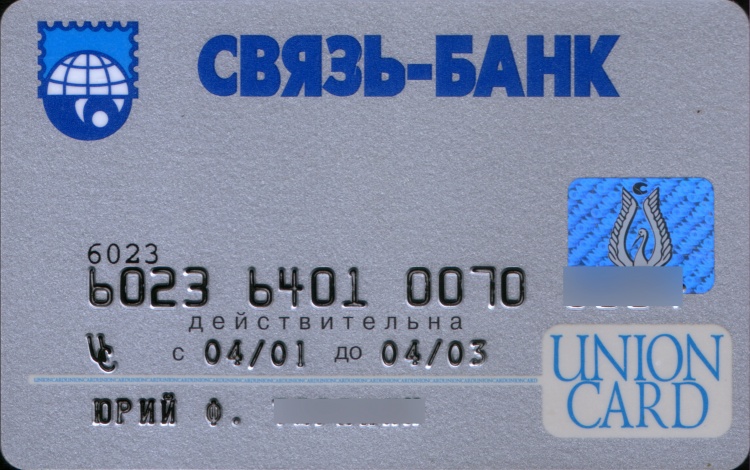 СВЯЗЬ-БАНК
6023
6023 6401 0070
действительна
с 04/01 до 04/03
ЮРИЙ Ф.
UNION
CARD